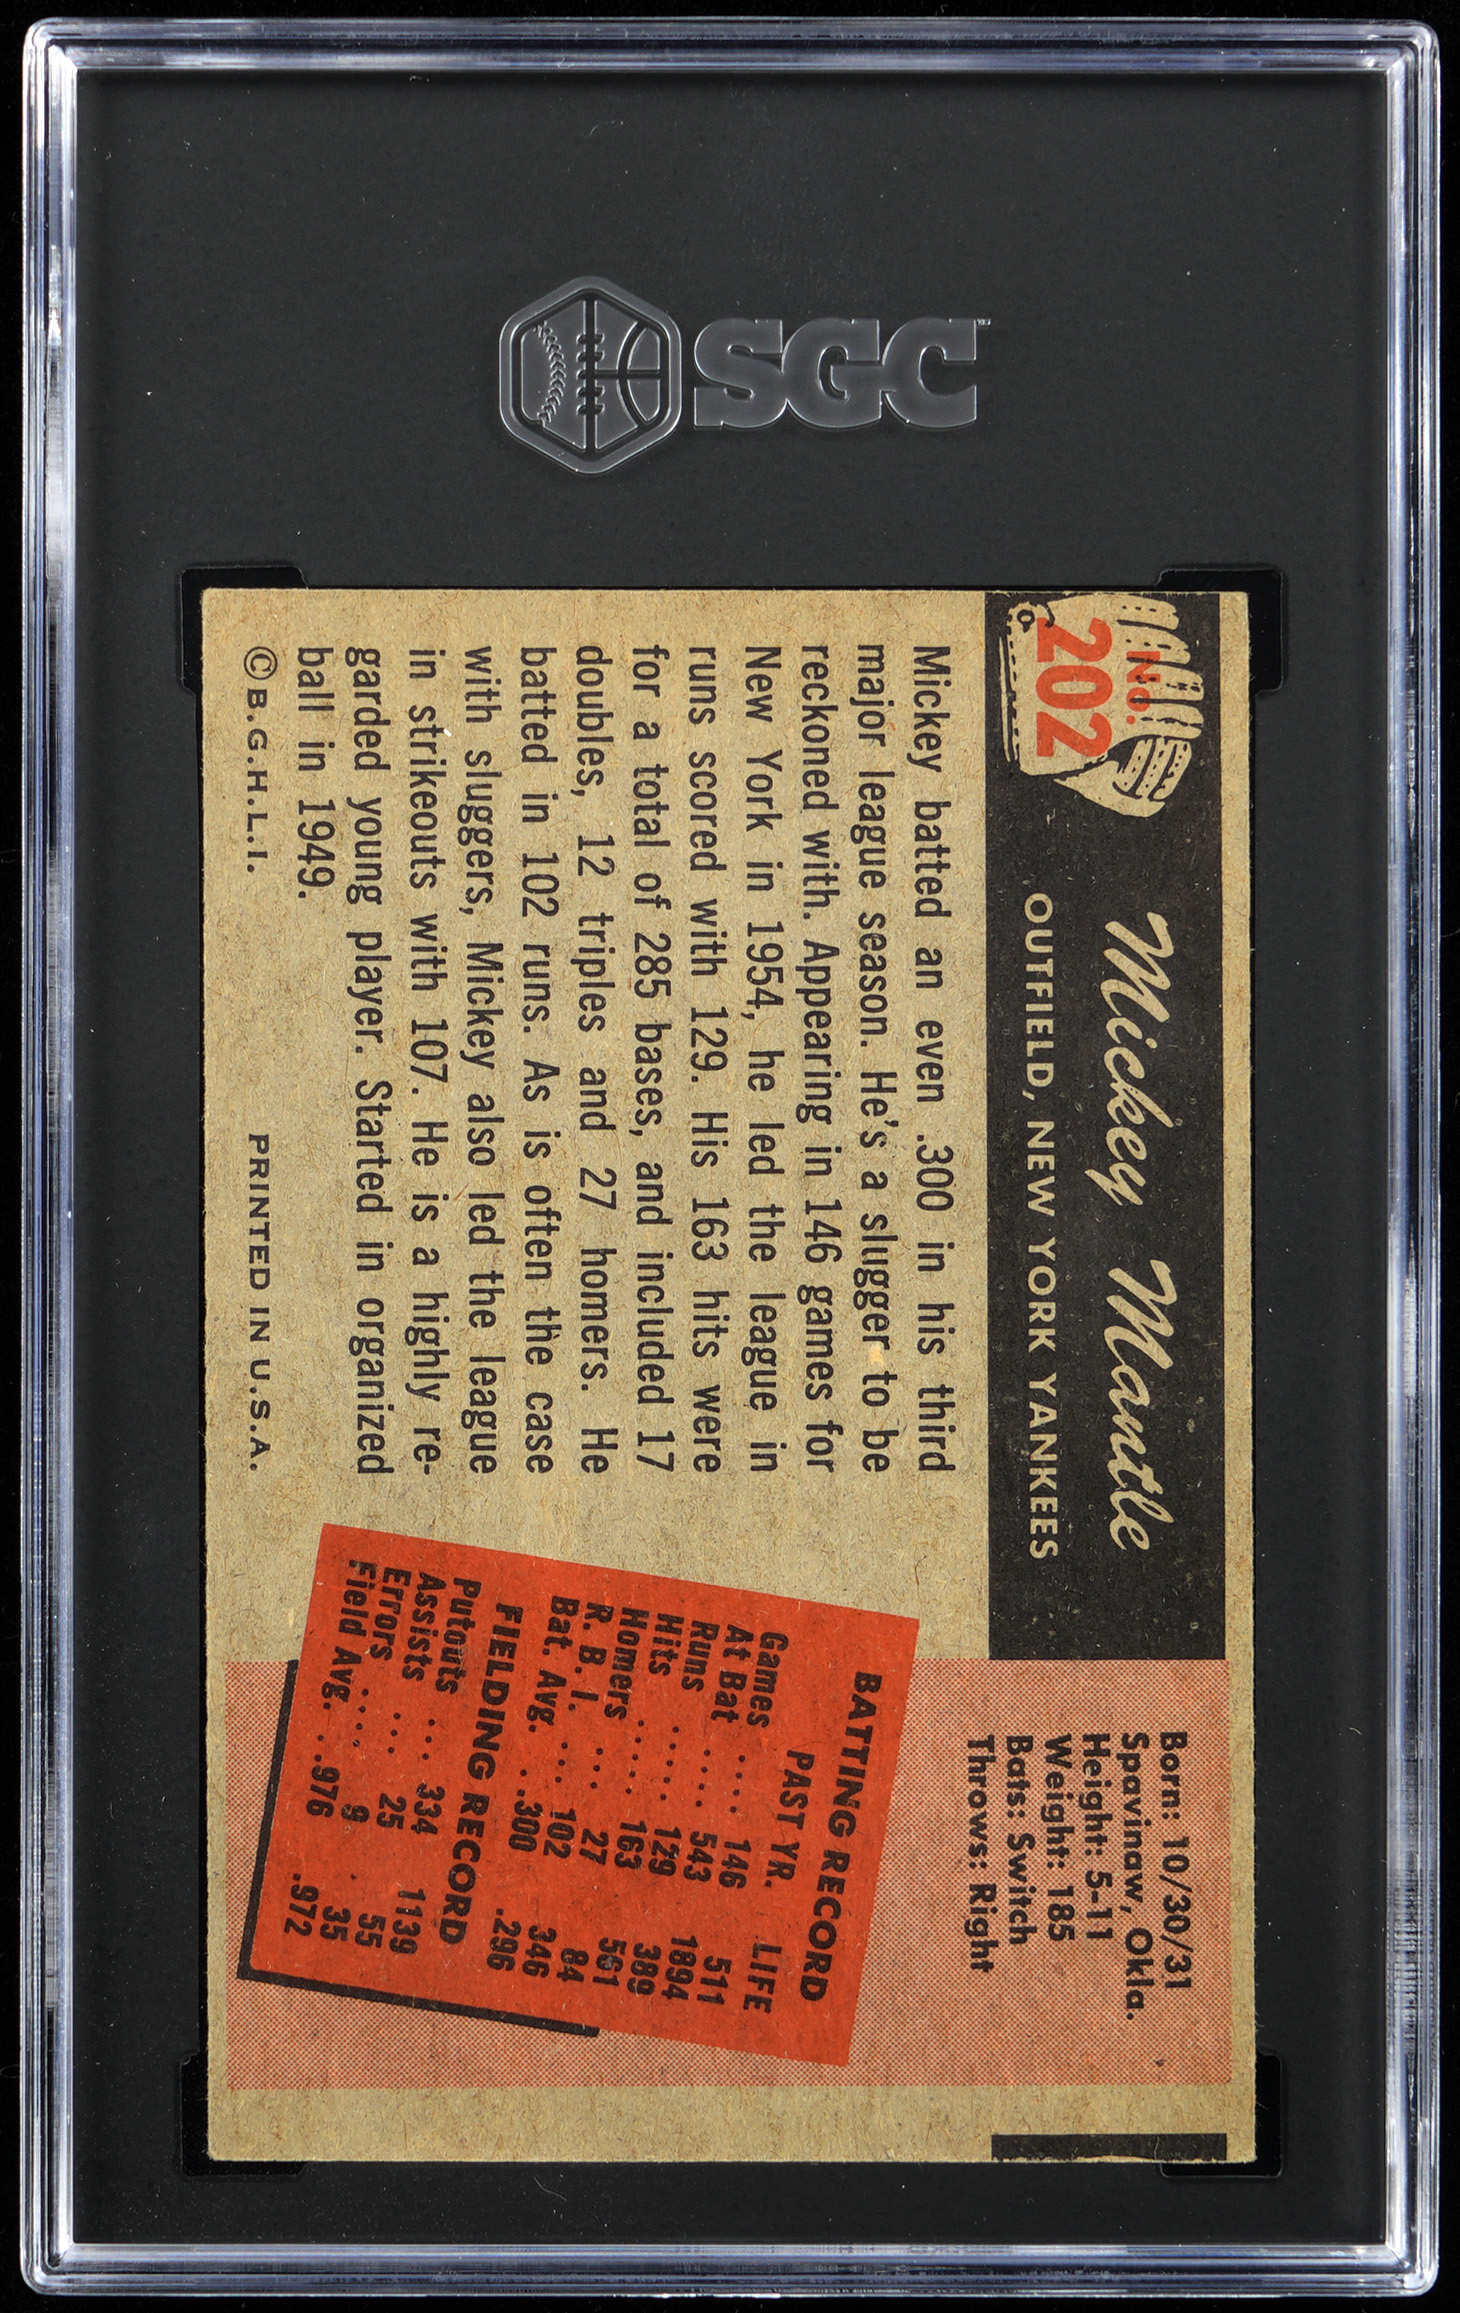 SGC™
No.
202
Mickey Mantle
OUTFIELD, NEW YORK YANKEES
Mickey batted an even .300 in his third
major league season. He's a slugger to be
reckoned with. Appearing in 146 games for
New York in 1954, he led the league in
runs scored with 129. His 163 hits were
for a total of 285 bases, and included 17
doubles, 12 triples and 27 homers. He
batted in 102 runs. As is often the case
with sluggers, Mickey also led the league
in strikeouts with 107. He is a highly re-
garded young player. Started in organized
ball in 1949.
© B.G.H.L.I. PRINTED IN U.S.A.
Born: 10/30/31
Spavinaw, Okla.
Height: 5-11
Weight: 185
Bats: Switch
Throws: Right
BATTING RECORD
PAST YR. LIFE
Games .... 146 511
At Bat .... 543 1894
Runs ..... 129 389
Hits ..... 163 561
Homers ... 27 84
R. B. I. ... 102 346
Bat. Avg. . .300 .296
FIELDING RECORD
Putouts ... 334 1139
Assists ... 25 55
Errors .... 9 35
Field Avg. . .976 .972